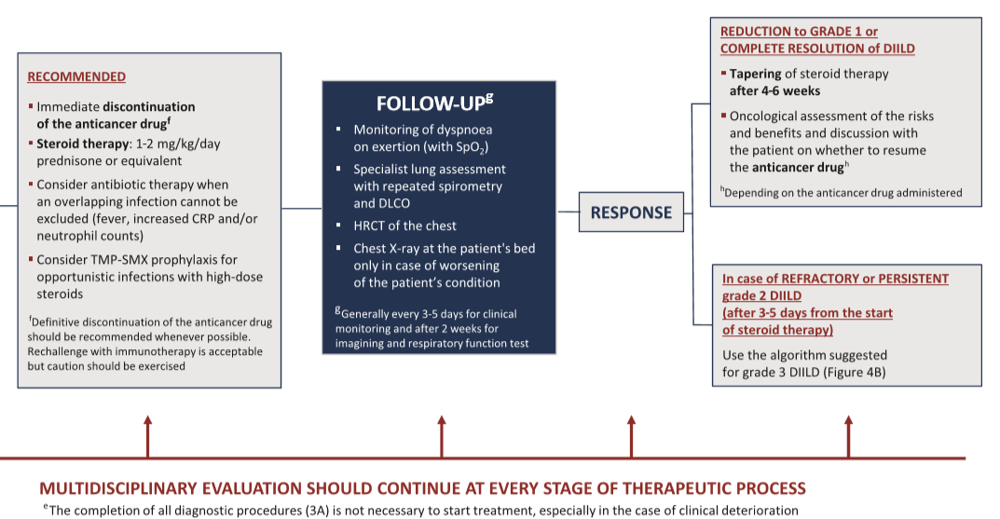 RECOMMENDED
▪ Immediate discontinuation
of the anticancer drugᶠ
▪ Steroid therapy: 1-2 mg/kg/day
prednisone or equivalent
▪ Consider antibiotic therapy when
an overlapping infection cannot be
excluded (fever, increased CRP and/or
neutrophil counts)
▪ Consider TMP-SMX prophylaxis for
opportunistic infections with high-dose
steroids
ᶠDefinitive discontinuation of the anticancer drug
should be recommended whenever possible.
Rechallenge with immunotherapy is acceptable
but caution should be exercised
FOLLOW-UPᵍ
▪ Monitoring of dyspnoea
on exertion (with SpO₂)
▪ Specialist lung assessment
with repeated spirometry
and DLCO
▪ HRCT of the chest
▪ Chest X-ray at the patient's bed
only in case of worsening
of the patient's condition
ᵍGenerally every 3-5 days for clinical
monitoring and after 2 weeks for
imagining and respiratory function test
RESPONSE
REDUCTION to GRADE 1 or
COMPLETE RESOLUTION of DIILD
▪ Tapering of steroid therapy
after 4-6 weeks
▪ Oncological assessment of the risks
and benefits and discussion with
the patient on whether to resume
the anticancer drugʰ
ʰDepending on the anticancer drug administered
In case of REFRACTORY or PERSISTENT
grade 2 DIILD
(after 3-5 days from the start
of steroid therapy)
Use the algorithm suggested
for grade 3 DIILD (Figure 4B)
MULTIDISCIPLINARY EVALUATION SHOULD CONTINUE AT EVERY STAGE OF THERAPEUTIC PROCESS
ᵉThe completion of all diagnostic procedures (3A) is not necessary to start treatment, especially in the case of clinical deterioration